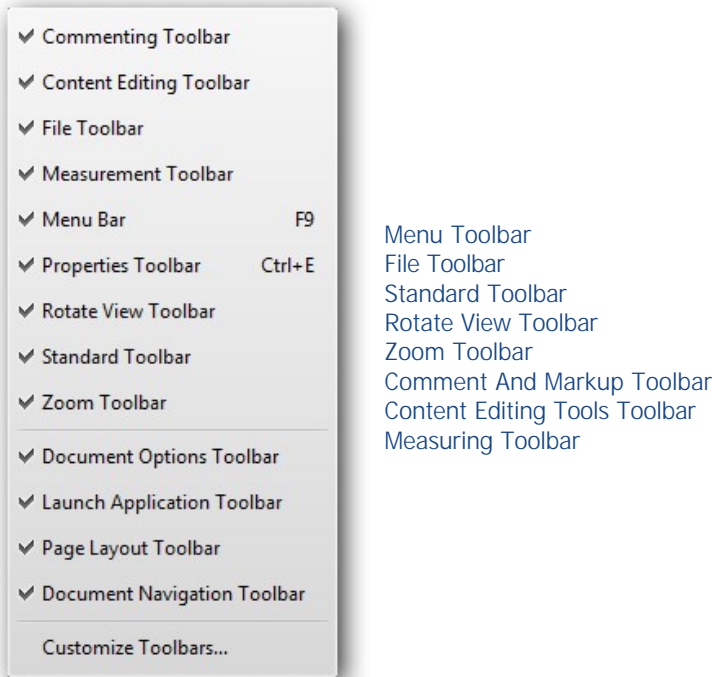 Commenting Toolbar
Content Editing Toolbar
File Toolbar
Measurement Toolbar
Menu Bar F9
Properties Toolbar Ctrl+E
Rotate View Toolbar
Standard Toolbar
Zoom Toolbar
Document Options Toolbar
Launch Application Toolbar
Page Layout Toolbar
Document Navigation Toolbar
Customize Toolbars...
Menu Toolbar
File Toolbar
Standard Toolbar
Rotate View Toolbar
Zoom Toolbar
Comment And Markup Toolbar
Content Editing Tools Toolbar
Measuring Toolbar